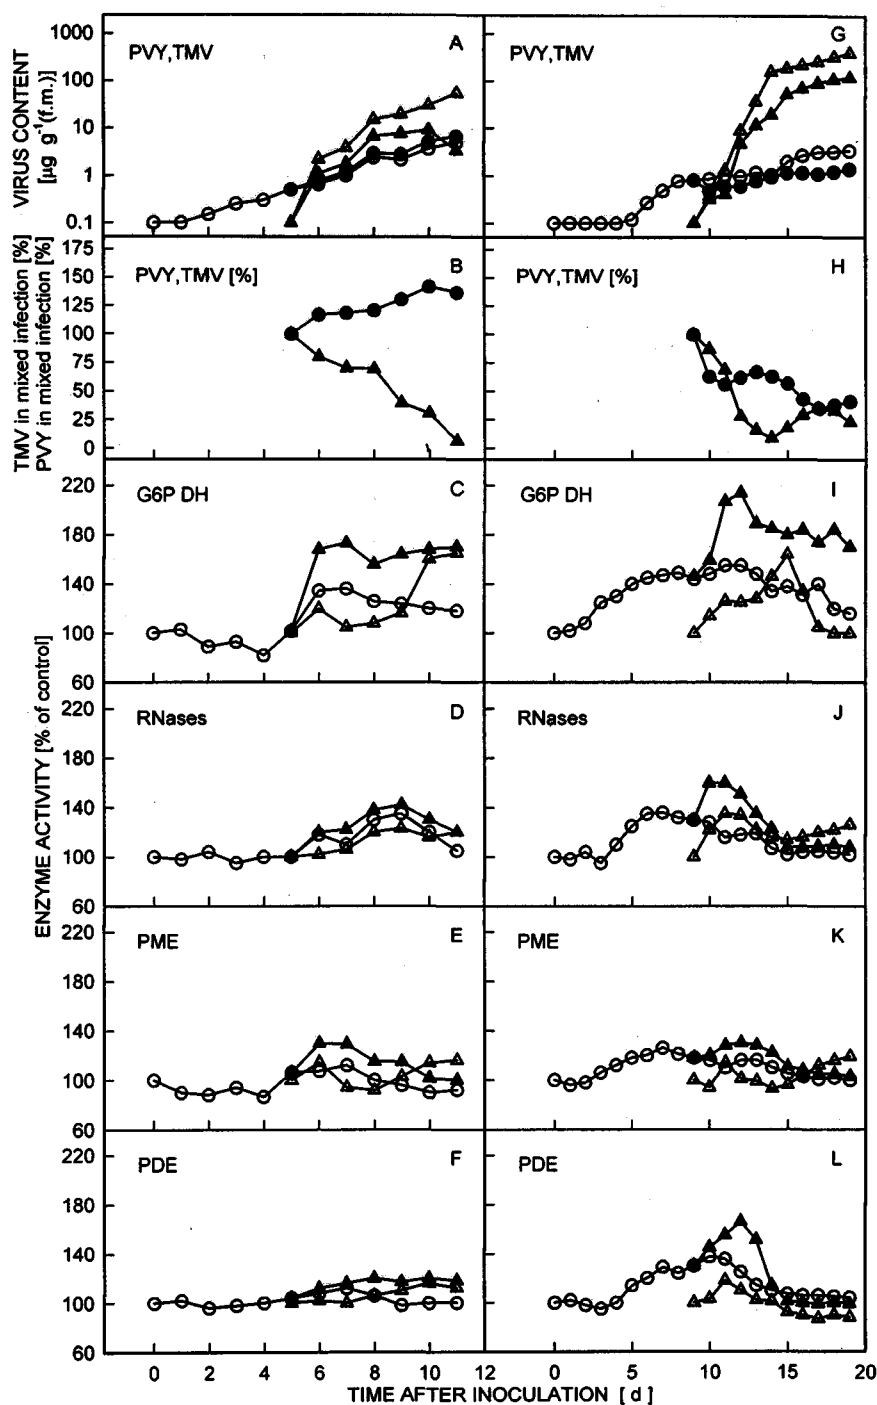 VIRUS CONTENT
[µg g⁻¹(f.m.)]
1000
100
10
1
0.1
PVY,TMV
A
PVY,TMV
G
TMV in mixed infection [%]
PVY in mixed infection [%]
175
150
125
100
75
50
25
0
PVY,TMV [%]
B
PVY,TMV [%]
H
ENZYME ACTIVITY [% of control]
220
180
140
100
60
G6P DH
C
G6P DH
I
220
180
140
100
60
RNases
D
RNases
J
220
180
140
100
60
PME
E
PME
K
220
180
140
100
60
PDE
F
PDE
L
0 2 4 6 8 10 12 0 5 10 15 20
TIME AFTER INOCULATION [ d ]